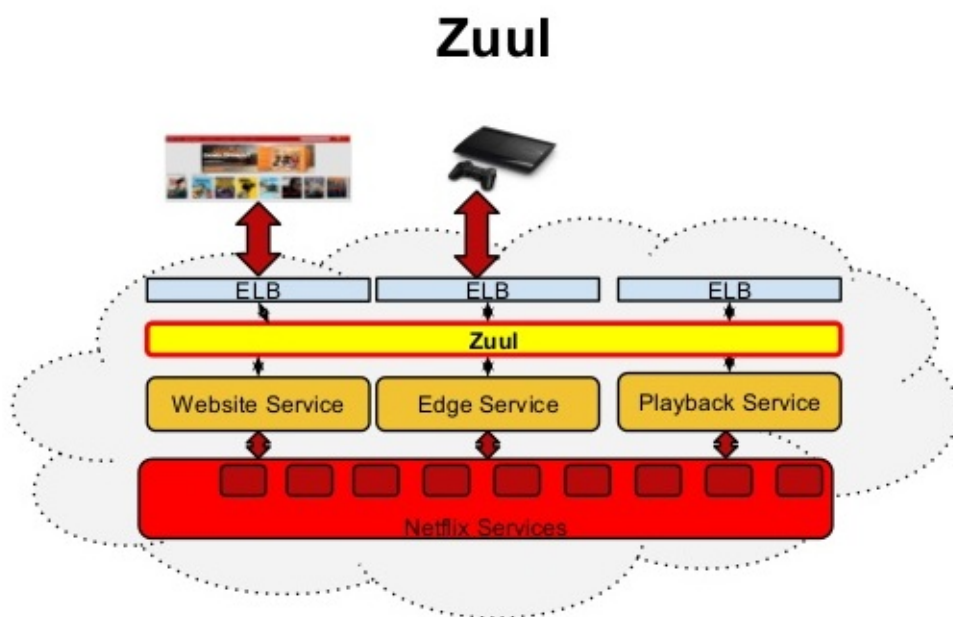 Zuul
ELB ELB ELB
Zuul
Website Service Edge Service Playback Service
Netflix Services